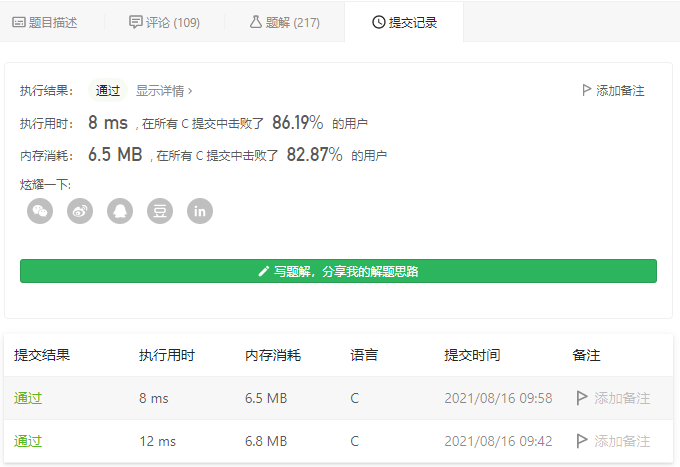 题目描述 评论 (109) 题解 (217) 提交记录
执行结果： 通过 显示详情 › 添加备注
执行用时： 8 ms , 在所有 C 提交中击败了 86.19% 的用户
内存消耗： 6.5 MB , 在所有 C 提交中击败了 82.87% 的用户
炫耀一下:
豆 in
写题解，分享我的解题思路
提交结果 执行用时 内存消耗 语言 提交时间 备注
通过 8 ms 6.5 MB C 2021/08/16 09:58 添加备注
通过 12 ms 6.8 MB C 2021/08/16 09:42 添加备注